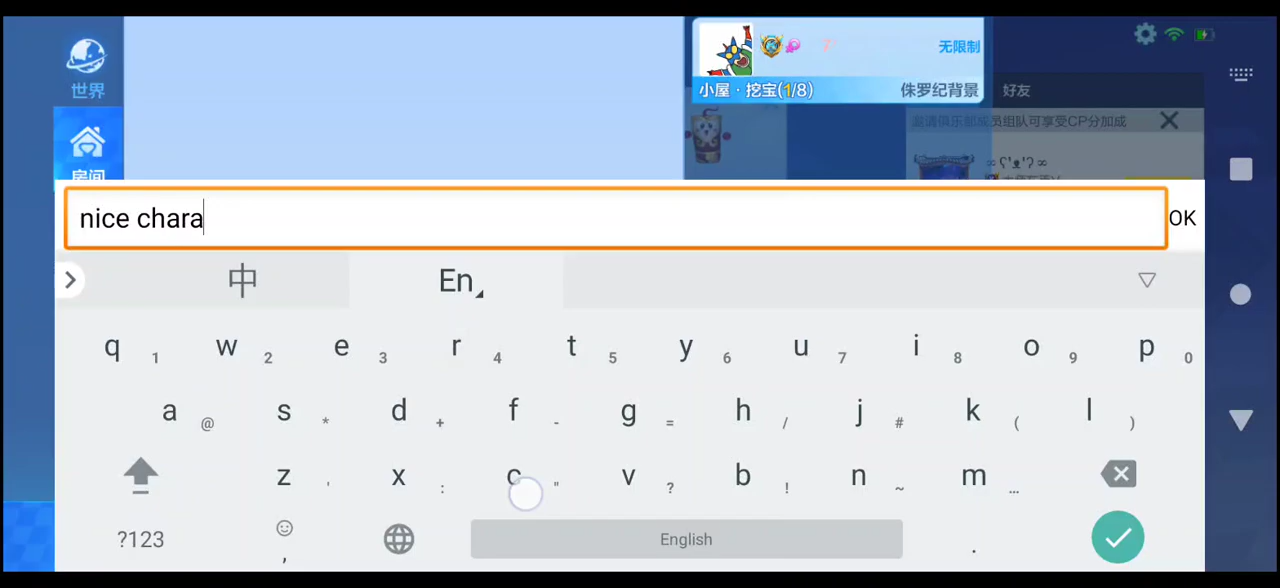 世界
房间
无限制
小屋·挖宝(1/8) 侏罗纪背景
好友
邀请俱乐部成员组队可享受CP分加成
nice chara
OK
中 En
q 1 w 2 e 3 r 4 t 5 y 6 u 7 i 8 o 9 p 0
a @ s * d + f - g = h / j # k ( l )
z ' x : c " v ? b ! n ~ m …
?123 , English .